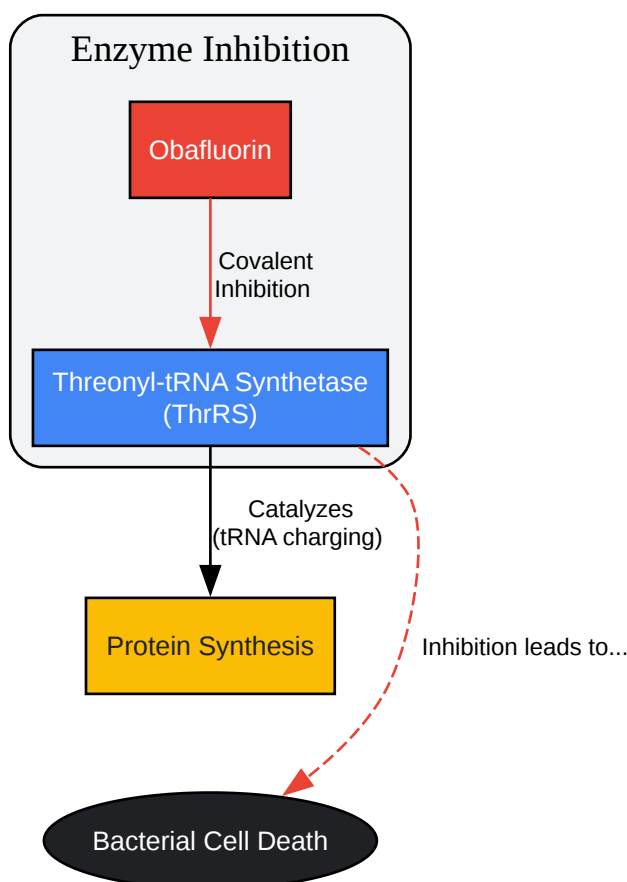 Enzyme Inhibition
Obafluorin
Covalent
Inhibition
Threonyl-tRNA Synthetase
(ThrRS)
Catalyzes
(tRNA charging)
Protein Synthesis
Inhibition leads to...
Bacterial Cell Death